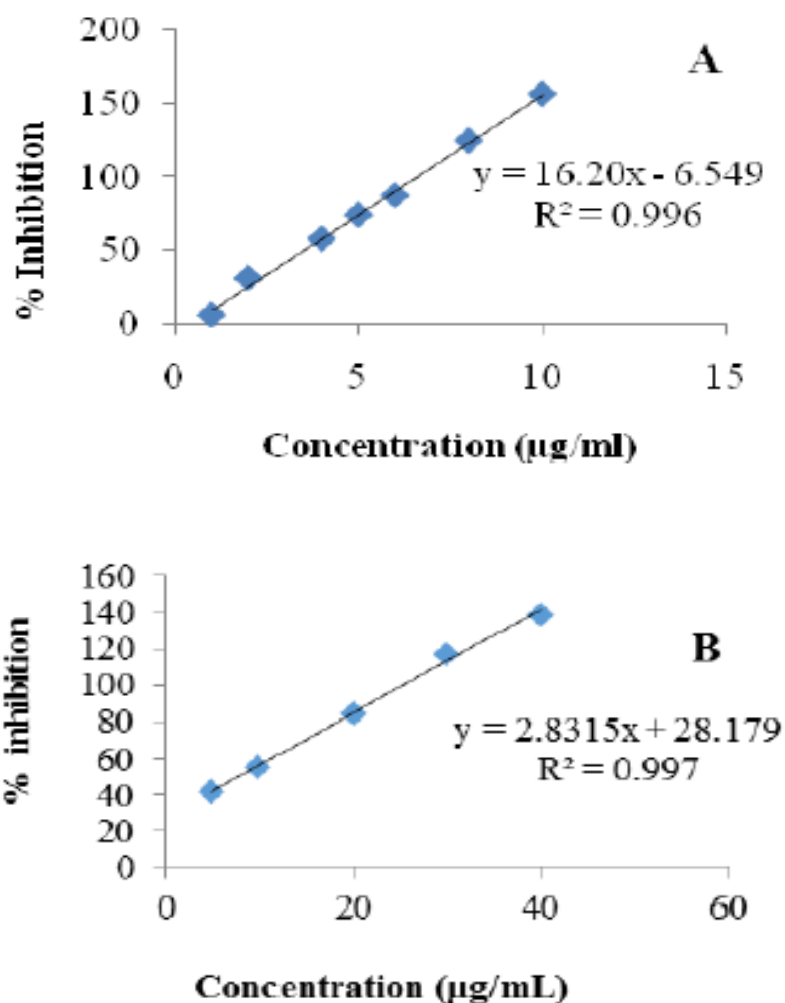 200
150
100
50
0
% Inhibition
A
y = 16.20x - 6.549
R² = 0.996
0 5 10 15
Concentration (µg/ml)
160
140
120
100
80
60
40
20
0
% inhibition
B
y = 2.8315x + 28.179
R² = 0.997
0 20 40 60
Concentration (µg/mL)